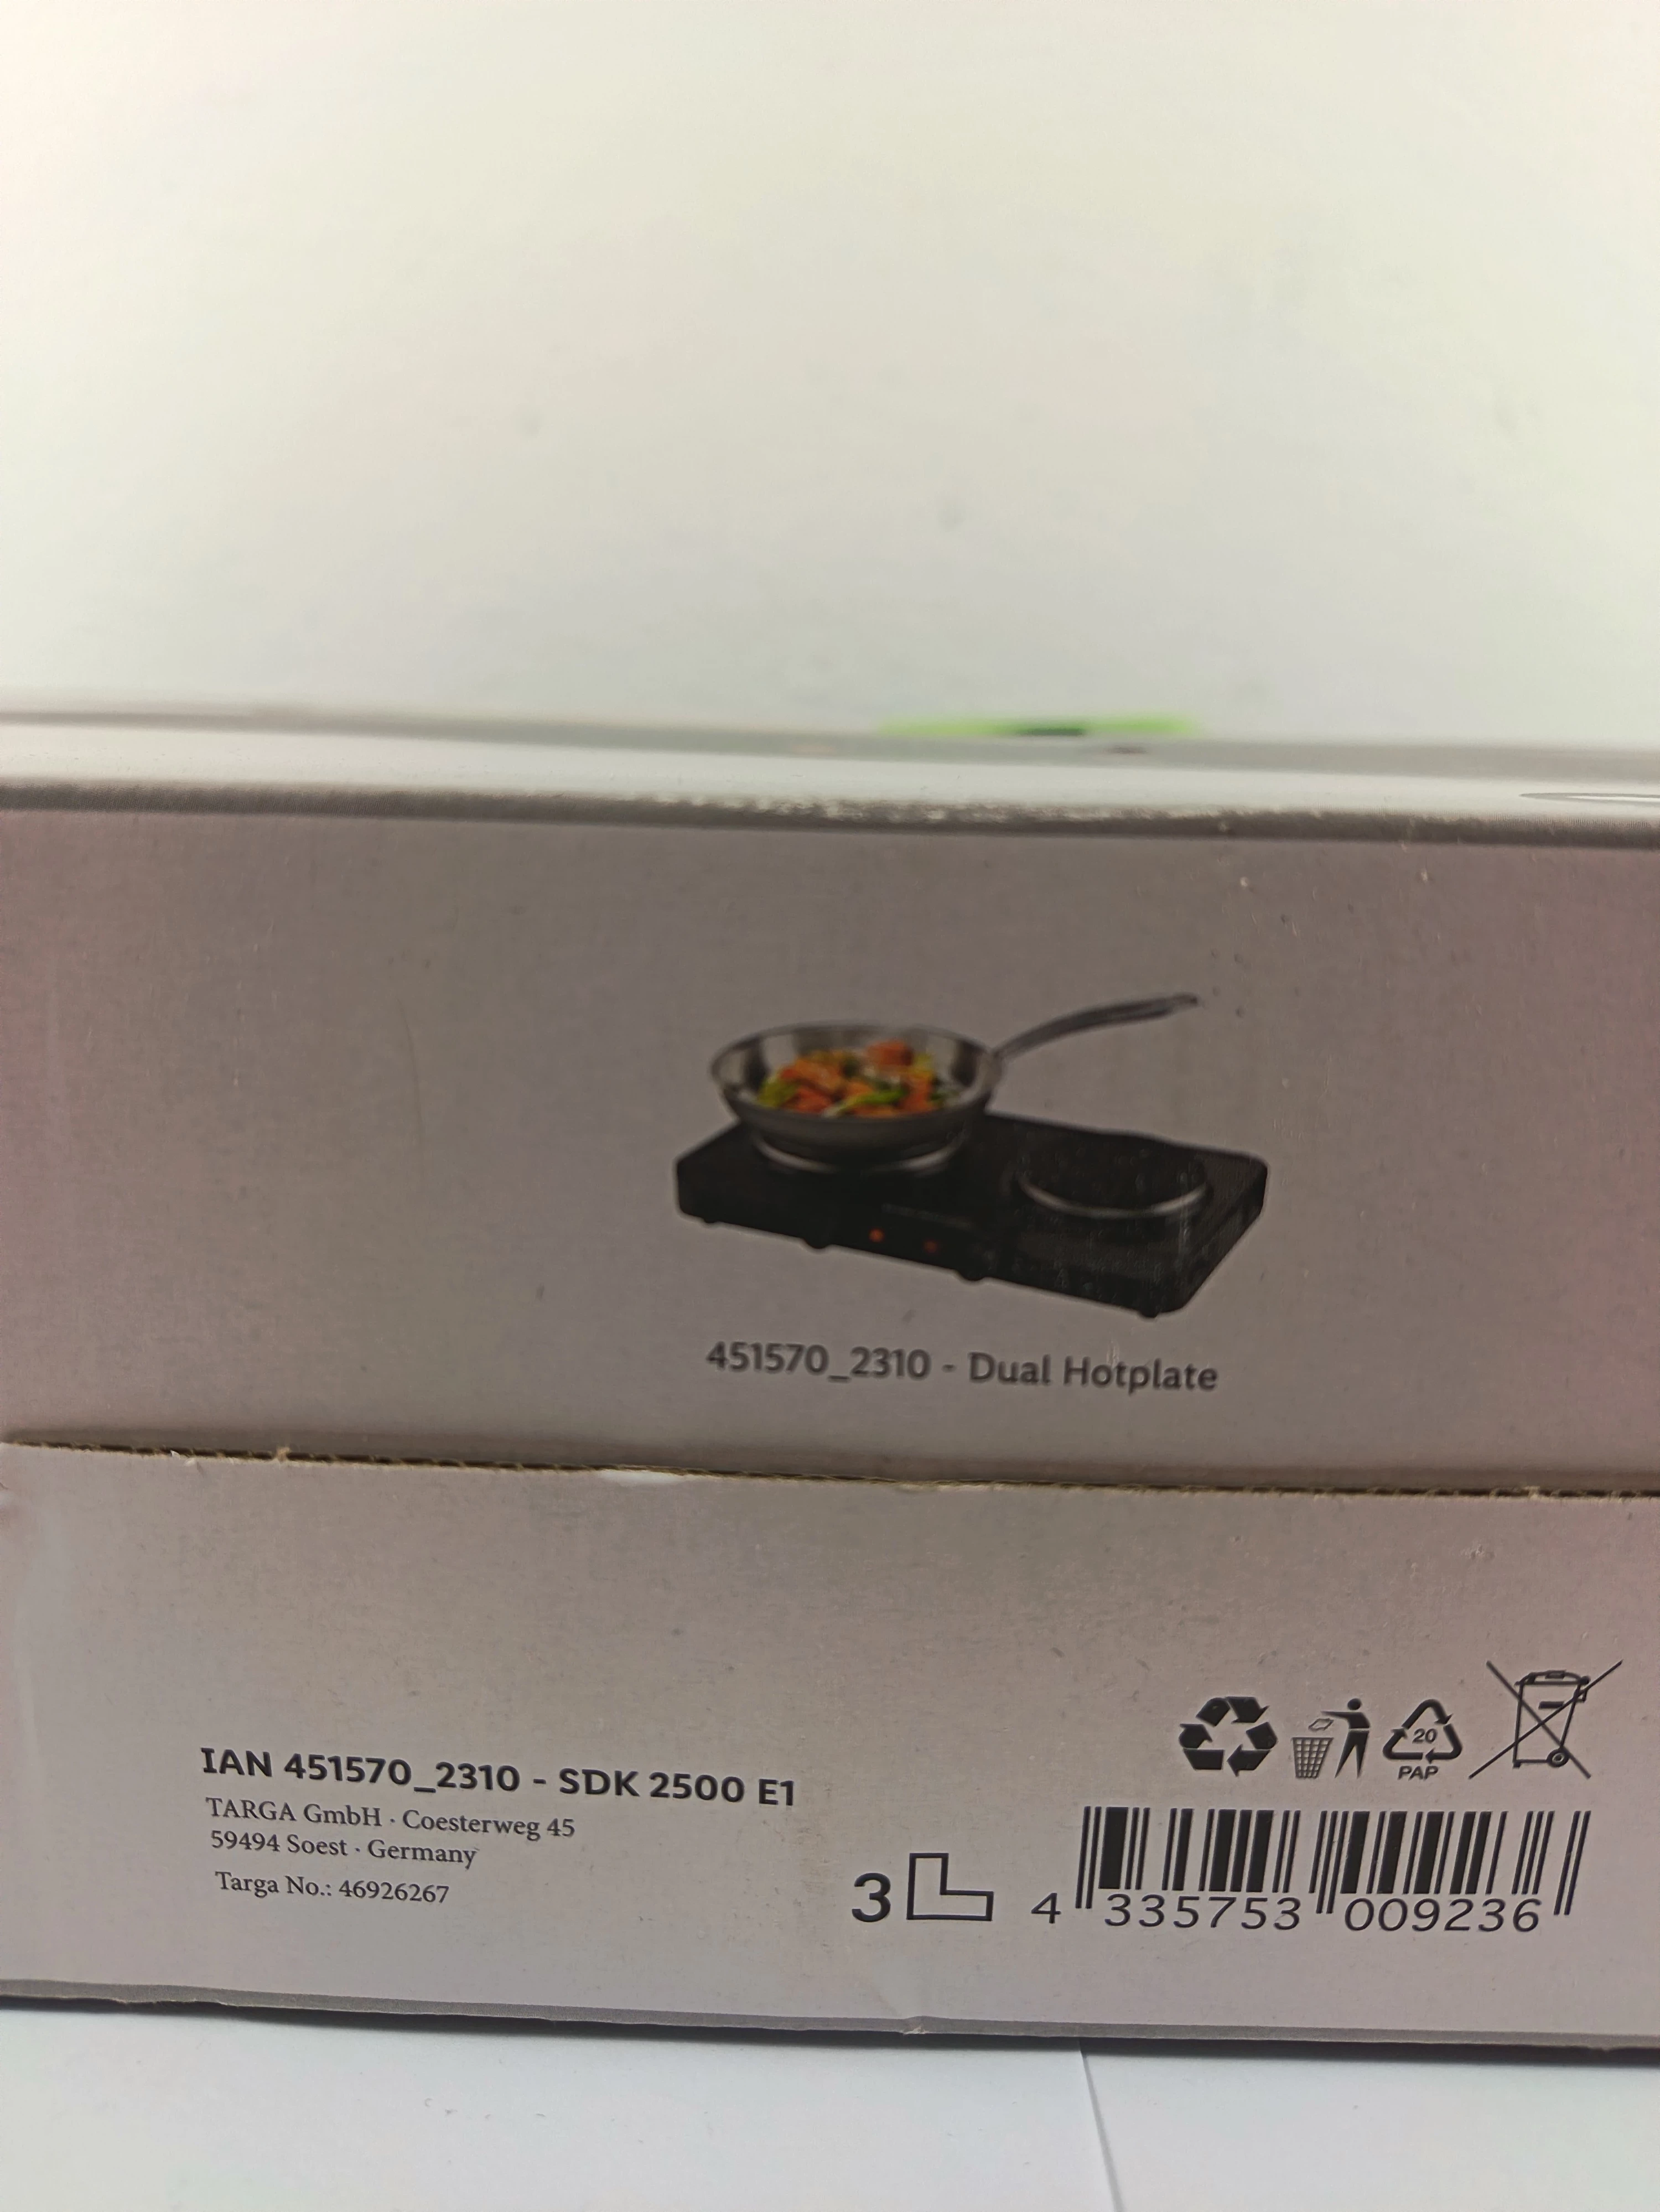 451570_2310 - Dual Hotplate
IAN 451570_2310 - SDK 2500 E1
TARGA GmbH · Coesterweg 45
59494 Soest · Germany
Targa No.: 46926267
20
PAP
3
4 335753 009236